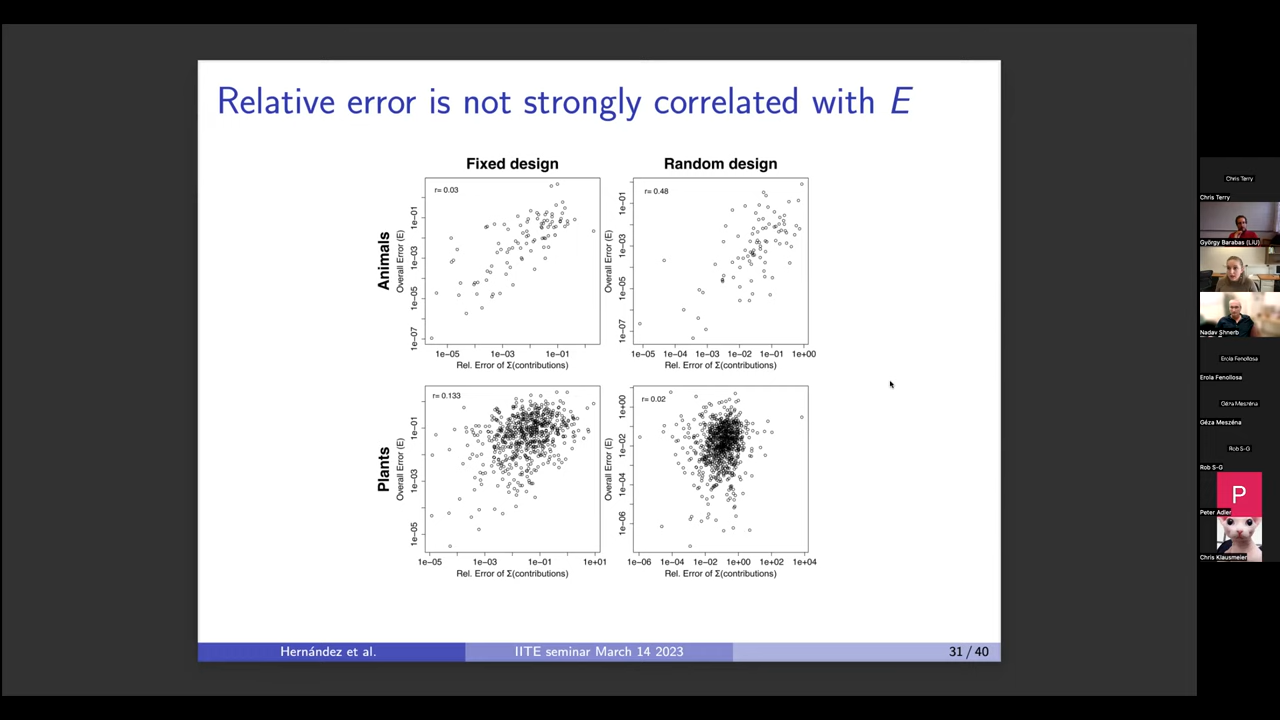 Relative error is not strongly correlated with E
Fixed design
Random design
Animals
Overall Error (E)
1e-01
1e-03
1e-05
1e-07
r= 0.03
1e-05 1e-03 1e-01
Rel. Error of Σ(contributions)
Overall Error (E)
1e-01
1e-03
1e-05
1e-07
r= 0.48
1e-05 1e-04 1e-03 1e-02 1e-01 1e+00
Rel. Error of Σ(contributions)
Plants
Overall Error (E)
1e-01
1e-03
1e-05
r= 0.133
1e-05 1e-03 1e-01 1e+01
Rel. Error of Σ(contributions)
Overall Error (E)
1e+00
1e-02
1e-04
1e-06
r= 0.02
1e-06 1e-04 1e-02 1e+00 1e+02 1e+04
Rel. Error of Σ(contributions)
Hernández et al.
IITE seminar March 14 2023
31 / 40
Chris Terry
Chris Terry
György Barabas (LiU)
Nadav Shnerb
Erola Fenollosa
Erola Fenollosa
Géza Meszéna
Géza Meszéna
Rob S-G
Rob S-G
P
Peter Adler
Chris Klausmeier